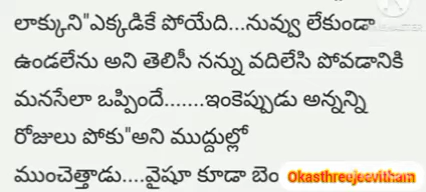 లాక్కుని"ఎక్కడికే పోయేది...నువ్వు లేకుండా
ఉండలేను అని తెలిసీ నన్ను వదిలేసి పోవడానికి
మనసేలా ఒప్పిందే.......ఇంకెప్పుడు అన్నన్ని
రోజులు పోకు"అని ముద్దుల్లో
ముంచెత్తాడు....వైషూ కూడా బెం
Okasthreejeevitham